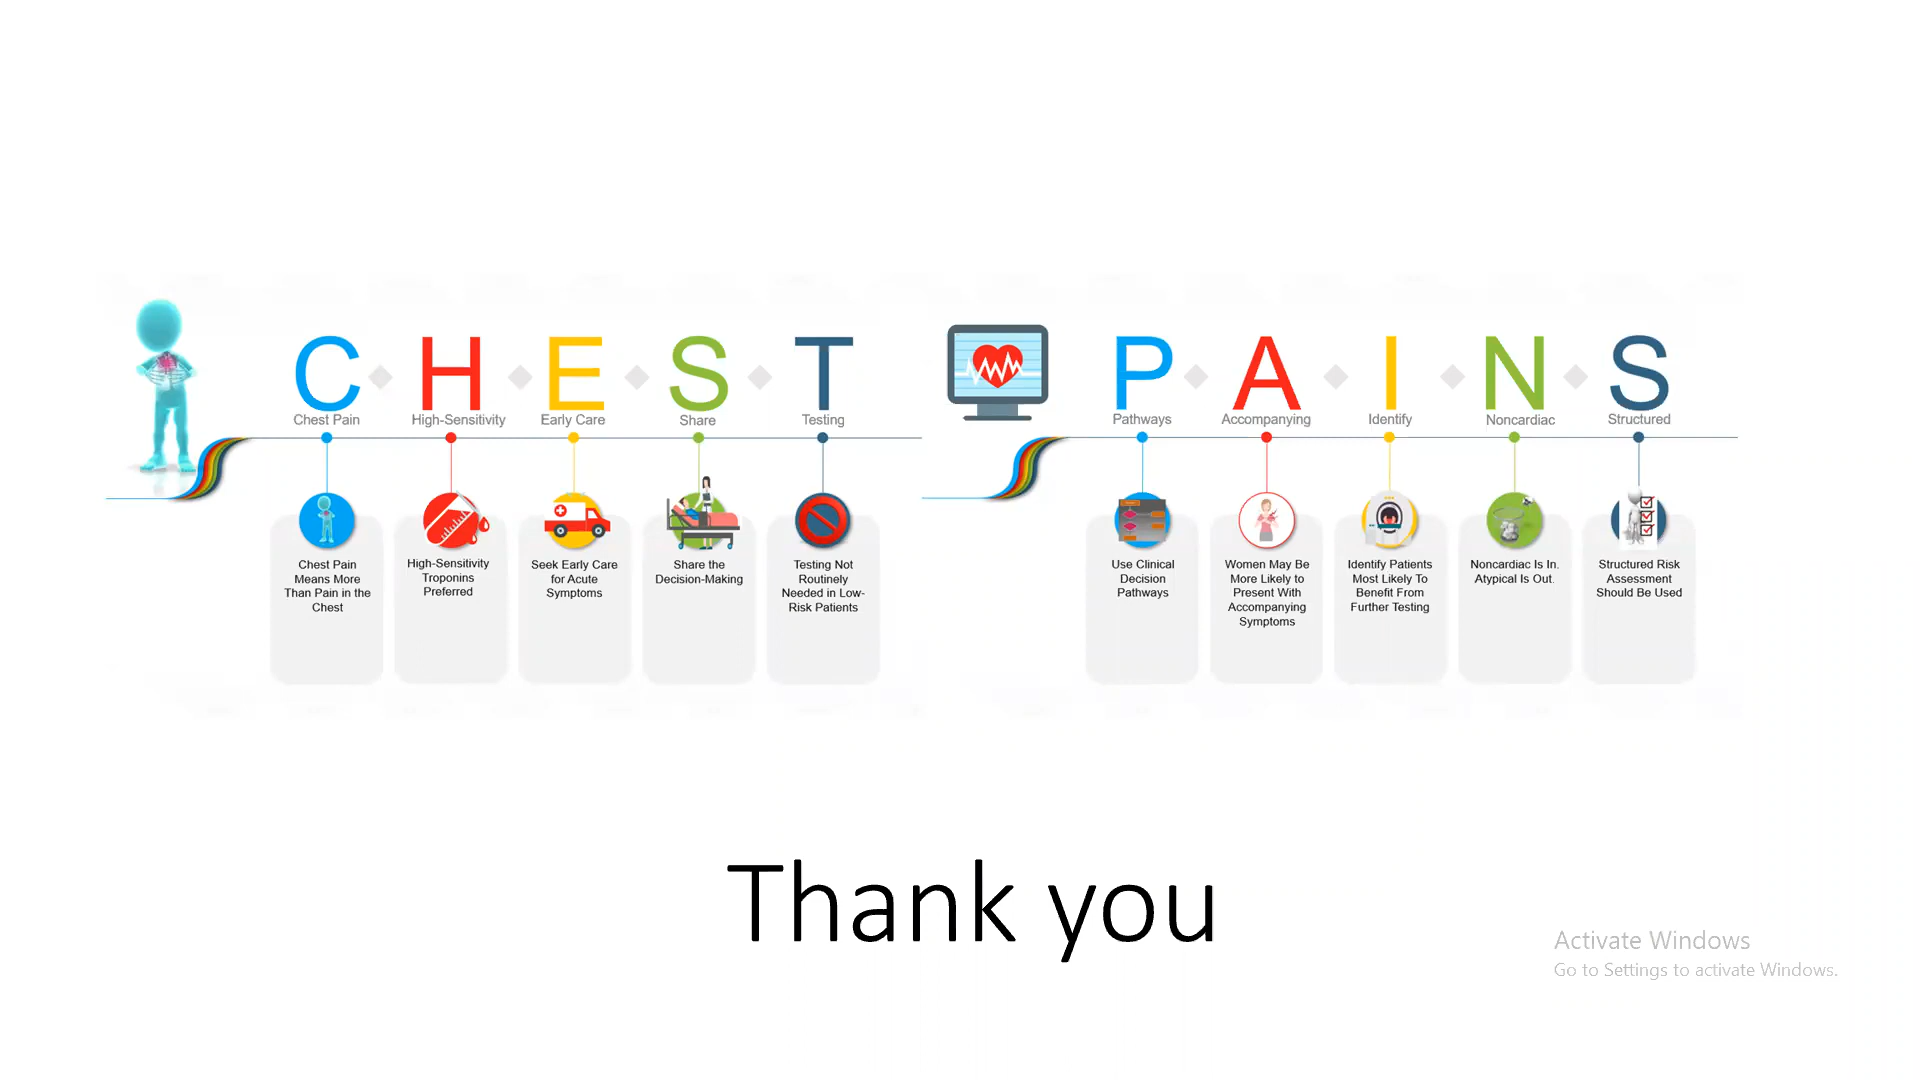 C H E S T
Chest Pain High-Sensitivity Early Care Share Testing
Chest Pain
Means More
Than Pain in the
Chest
High-Sensitivity
Troponins
Preferred
Seek Early Care
for Acute
Symptoms
Share the
Decision-Making
Testing Not
Routinely
Needed in Low-
Risk Patients
P A I N S
Pathways Accompanying Identify Noncardiac Structured
Use Clinical
Decision
Pathways
Women May Be
More Likely to
Present With
Accompanying
Symptoms
Identify Patients
Most Likely To
Benefit From
Further Testing
Noncardiac Is In.
Atypical Is Out.
Structured Risk
Assessment
Should Be Used
Thank you
Activate Windows
Go to Settings to activate Windows.